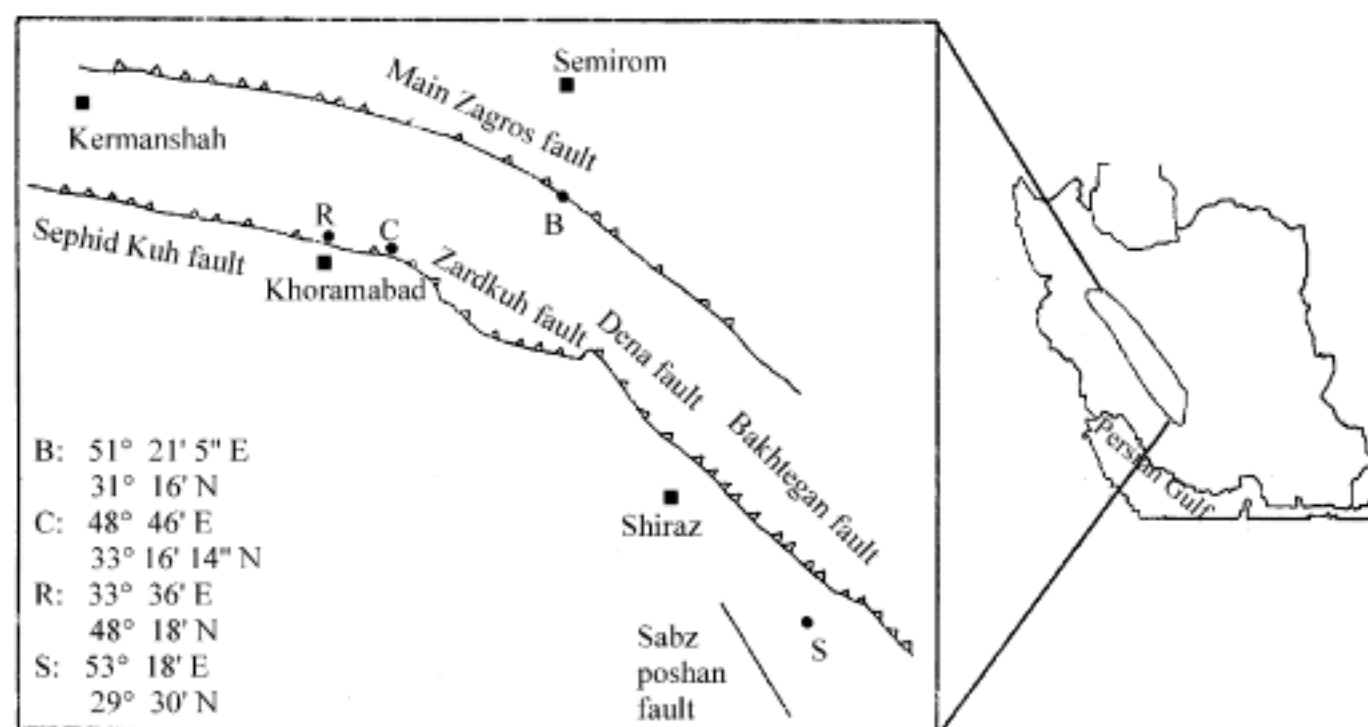 Semirom
Main Zagros fault
Kermanshah
B
R
C
Sephid Kuh fault
Khoramabad
Zardkuh fault
Dena fault
Bakhtegan fault
Shiraz
S
Sabz
poshan
fault
B: 51° 21' 5" E
31° 16' N
C: 48° 46' E
33° 16' 14" N
R: 33° 36' E
48° 18' N
S: 53° 18' E
29° 30' N
Persian Gulf